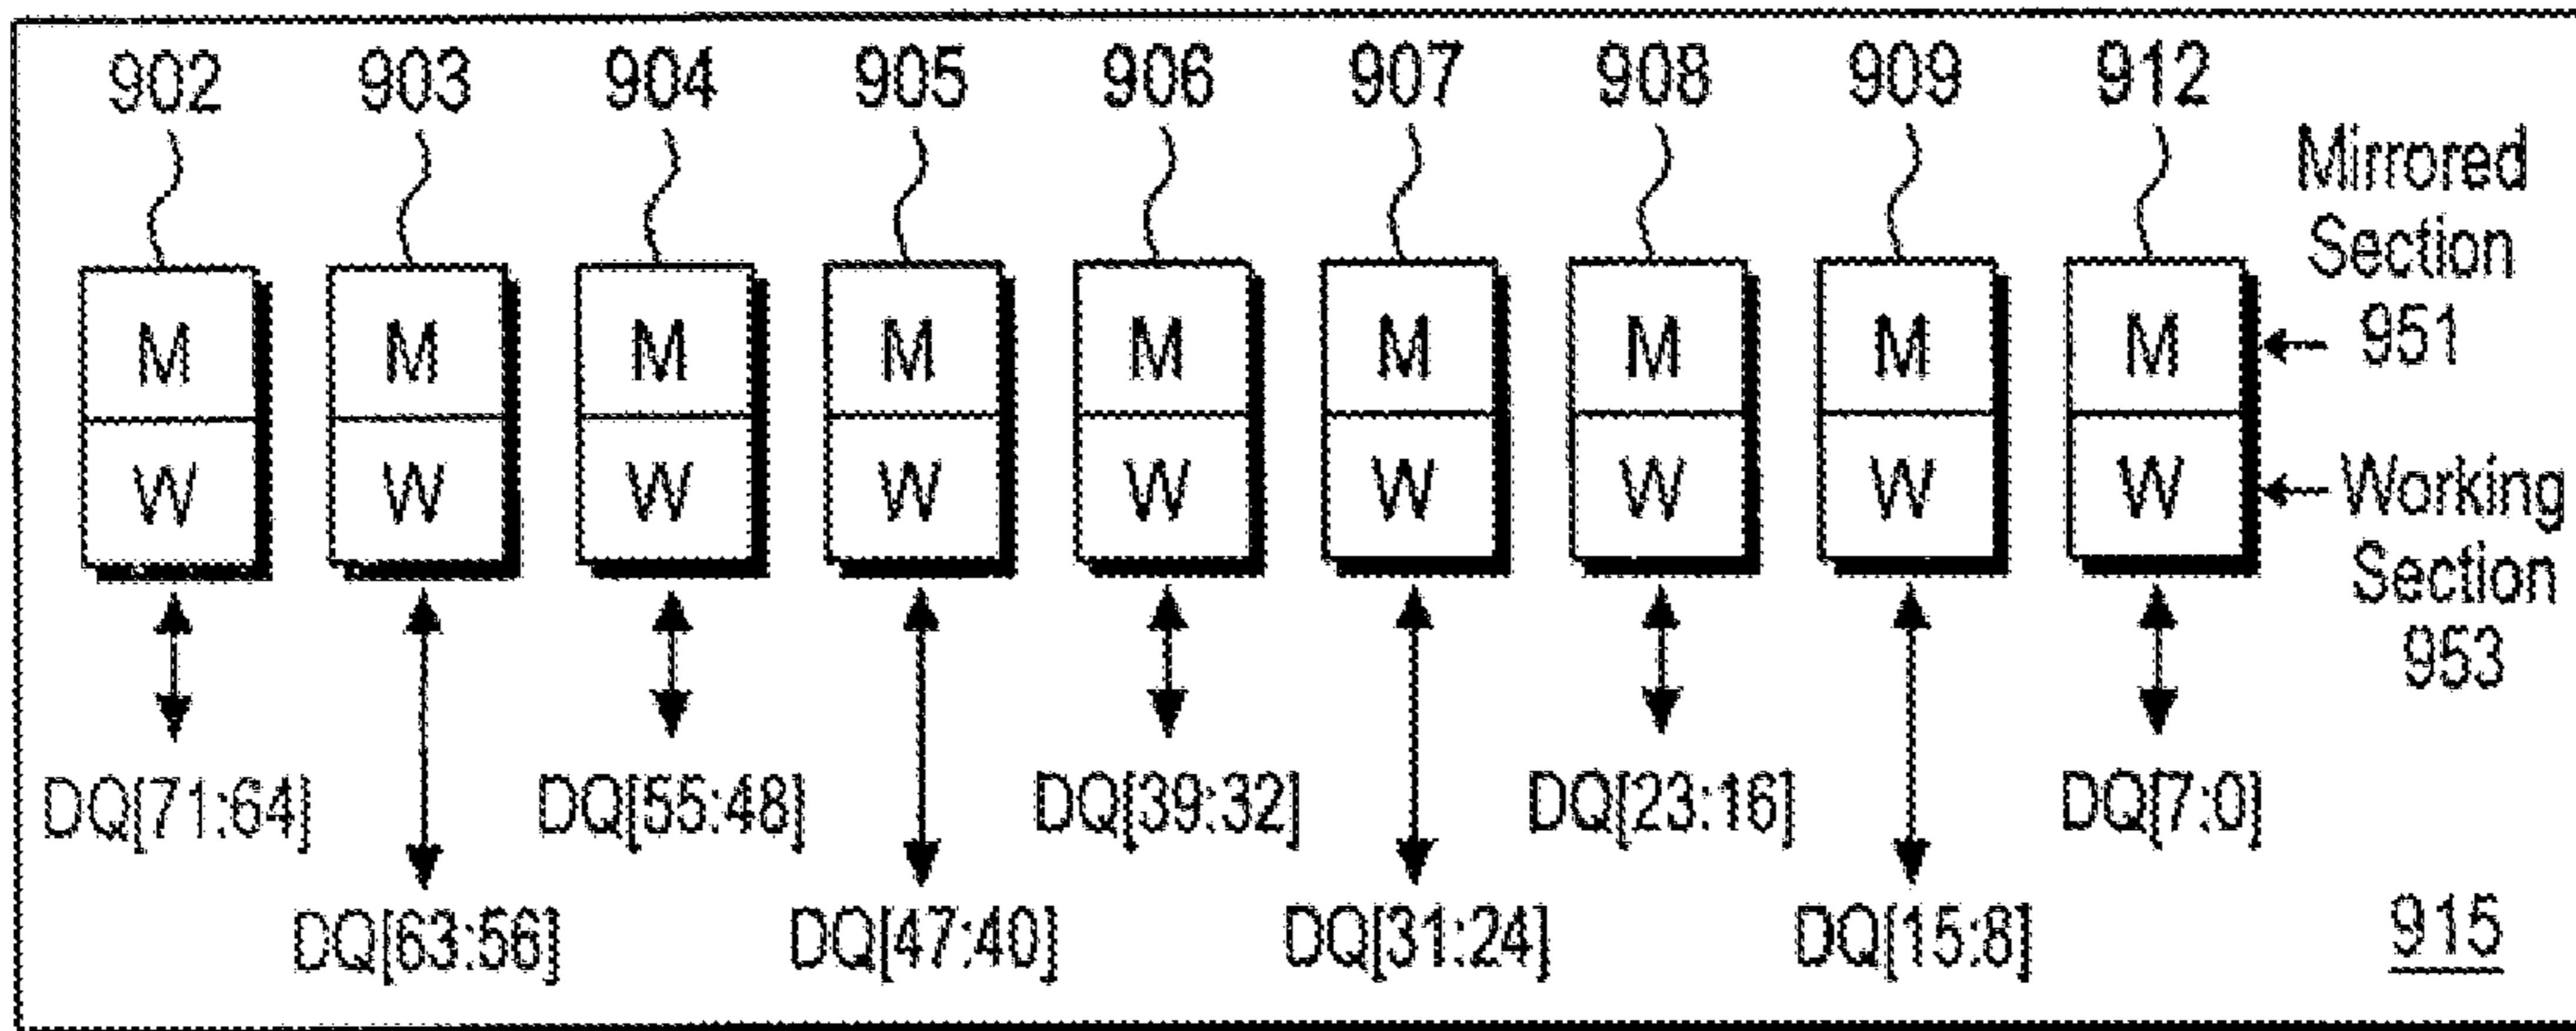 902 903 904 905 906 907 908 909 912
Mirrored
Section
951
M M M M M M M M M
W W W W W W W W W
Working
Section
953
DQ[71:64] DQ[55:48] DQ[39:32] DQ[23:16] DQ[7:0]
DQ[63:56] DQ[47:40] DQ[31:24] DQ[15:8]
915